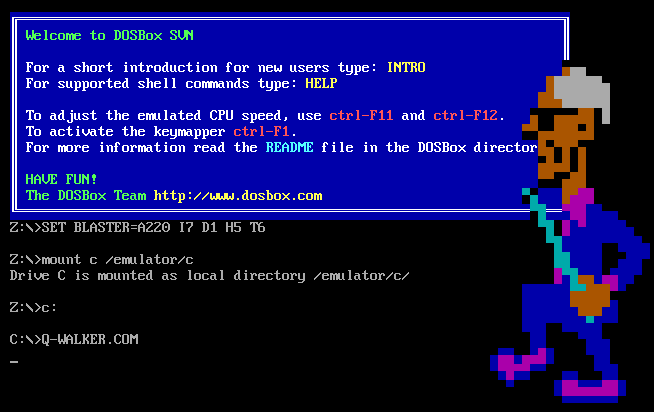 Welcome to DOSBox SVN
For a short introduction for new users type: INTRO
For supported shell commands type: HELP
To adjust the emulated CPU speed, use ctrl-F11 and ctrl-F12.
To activate the keymapper ctrl-F1.
For more information read the README file in the DOSBox director
HAVE FUN!
The DOSBox Team http://www.dosbox.com
Z:\>SET BLASTER=A220 I7 D1 H5 T6
Z:\>mount c /emulator/c
Drive C is mounted as local directory /emulator/c/
Z:\>c:
C:\>Q-WALKER.COM